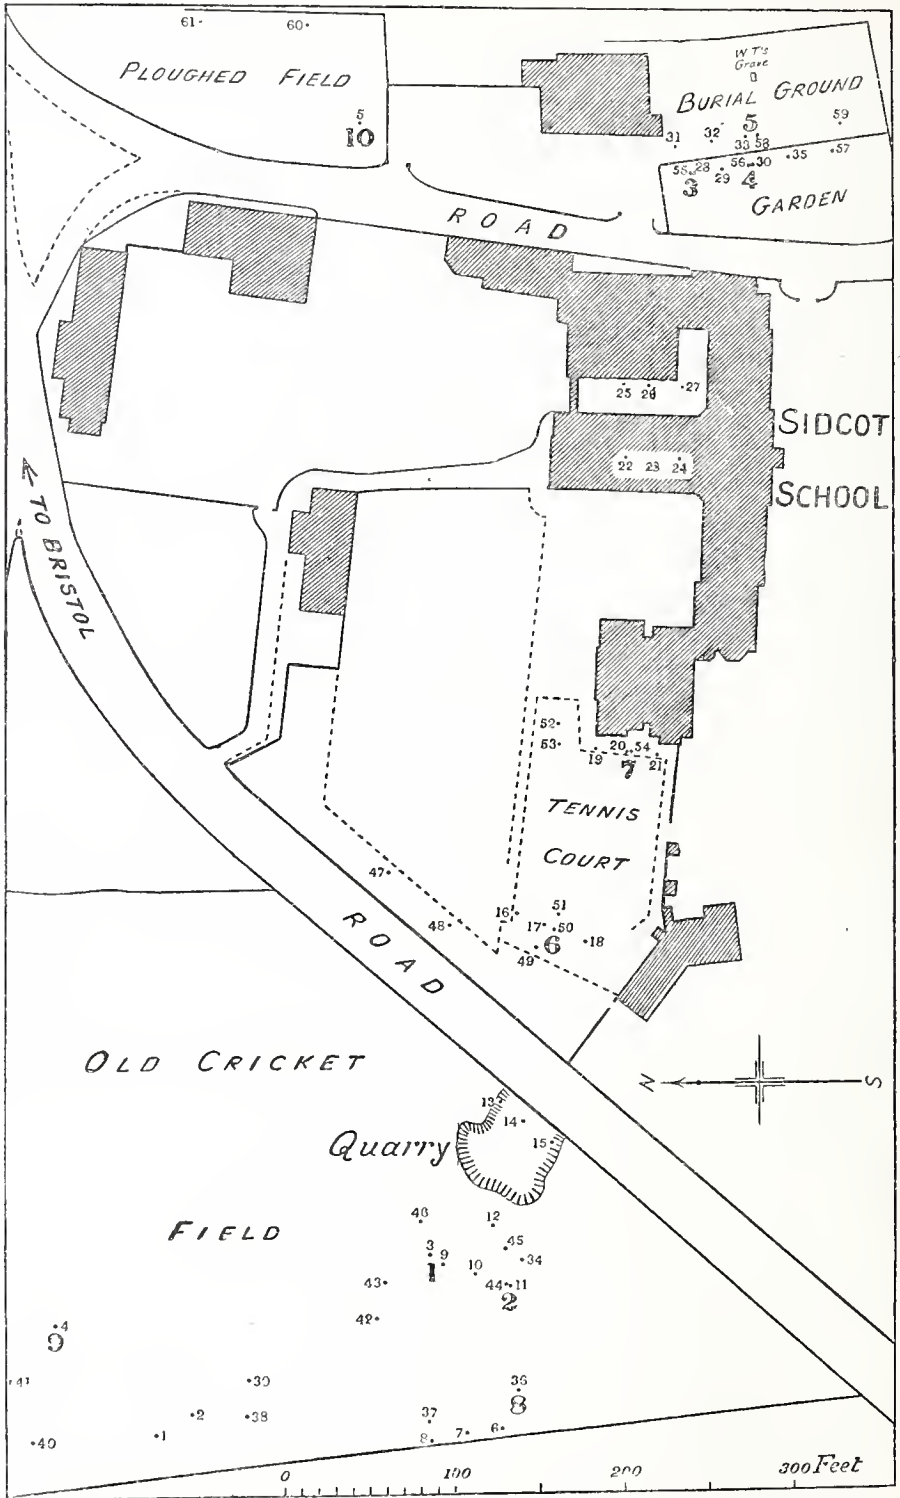 61 60
PLOUGHED FIELD
5
10
W T's
Grave
BURIAL GROUND
5
59
31 32 33 58
55 28 29 56 30 35 57
3 4
GARDEN
ROAD
25 26 27
SIDCOT
22 23 24
SCHOOL
TO BRISTOL
52
53 19 20 54 21
7
TENNIS
COURT
47
48
16 17 51 50 18
6
49
ROAD
OLD CRICKET
N S
13
14
Quarry 15
46 12
FIELD
3 9 45 34
1 10
43 44 11
2
42
4
9
41 39 36
8
2 38 37
40 1 8 7 6
0 100 200 300 Feet